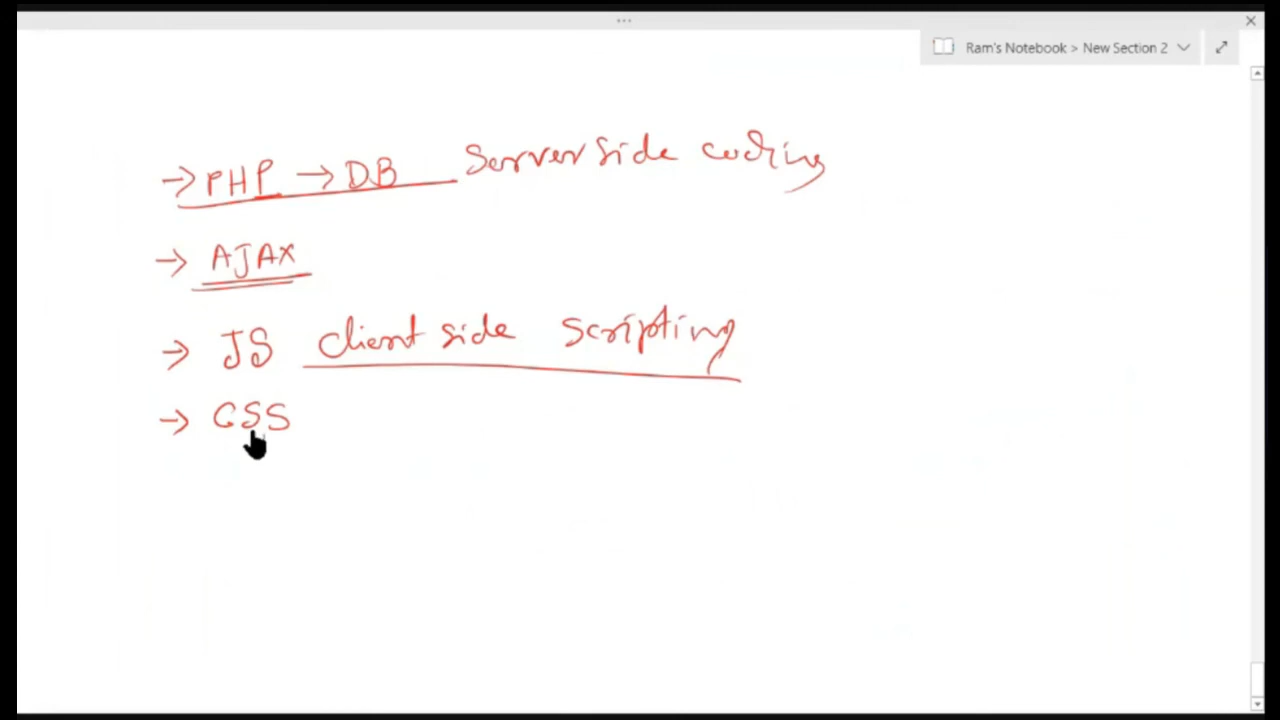 Ram's Notebook > New Section 2
→ PHP → DB Server side coding
→ AJAX
→ JS client side scripting
→ CSS